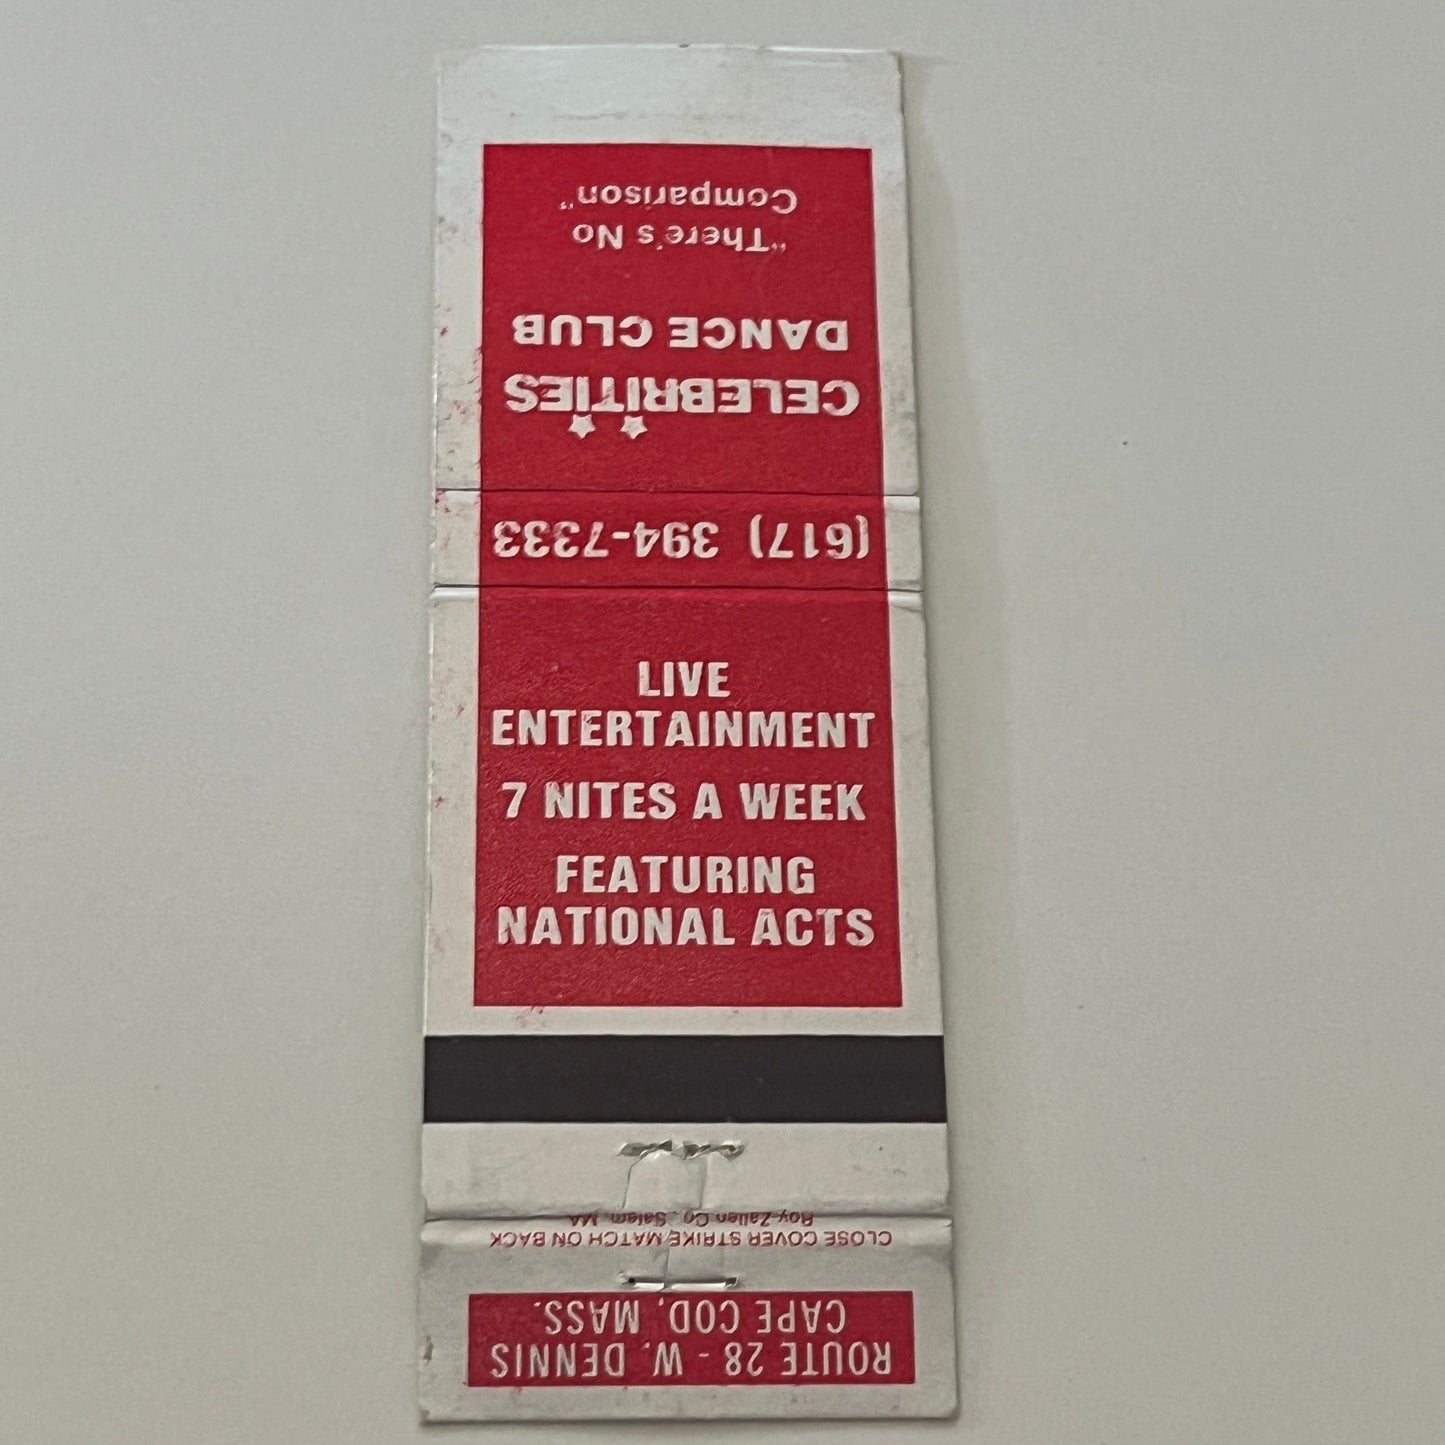 CELEBRITIES
DANCE CLUB
"There's No
Comparison"
(617) 394-7333
LIVE
ENTERTAINMENT
7 NITES A WEEK
FEATURING
NATIONAL ACTS
ROUTE 28 - W. DENNIS
CAPE COD, MASS.
CLOSE COVER STRIKE MATCH ON BACK
Roy Zallen Co. Salem, MA